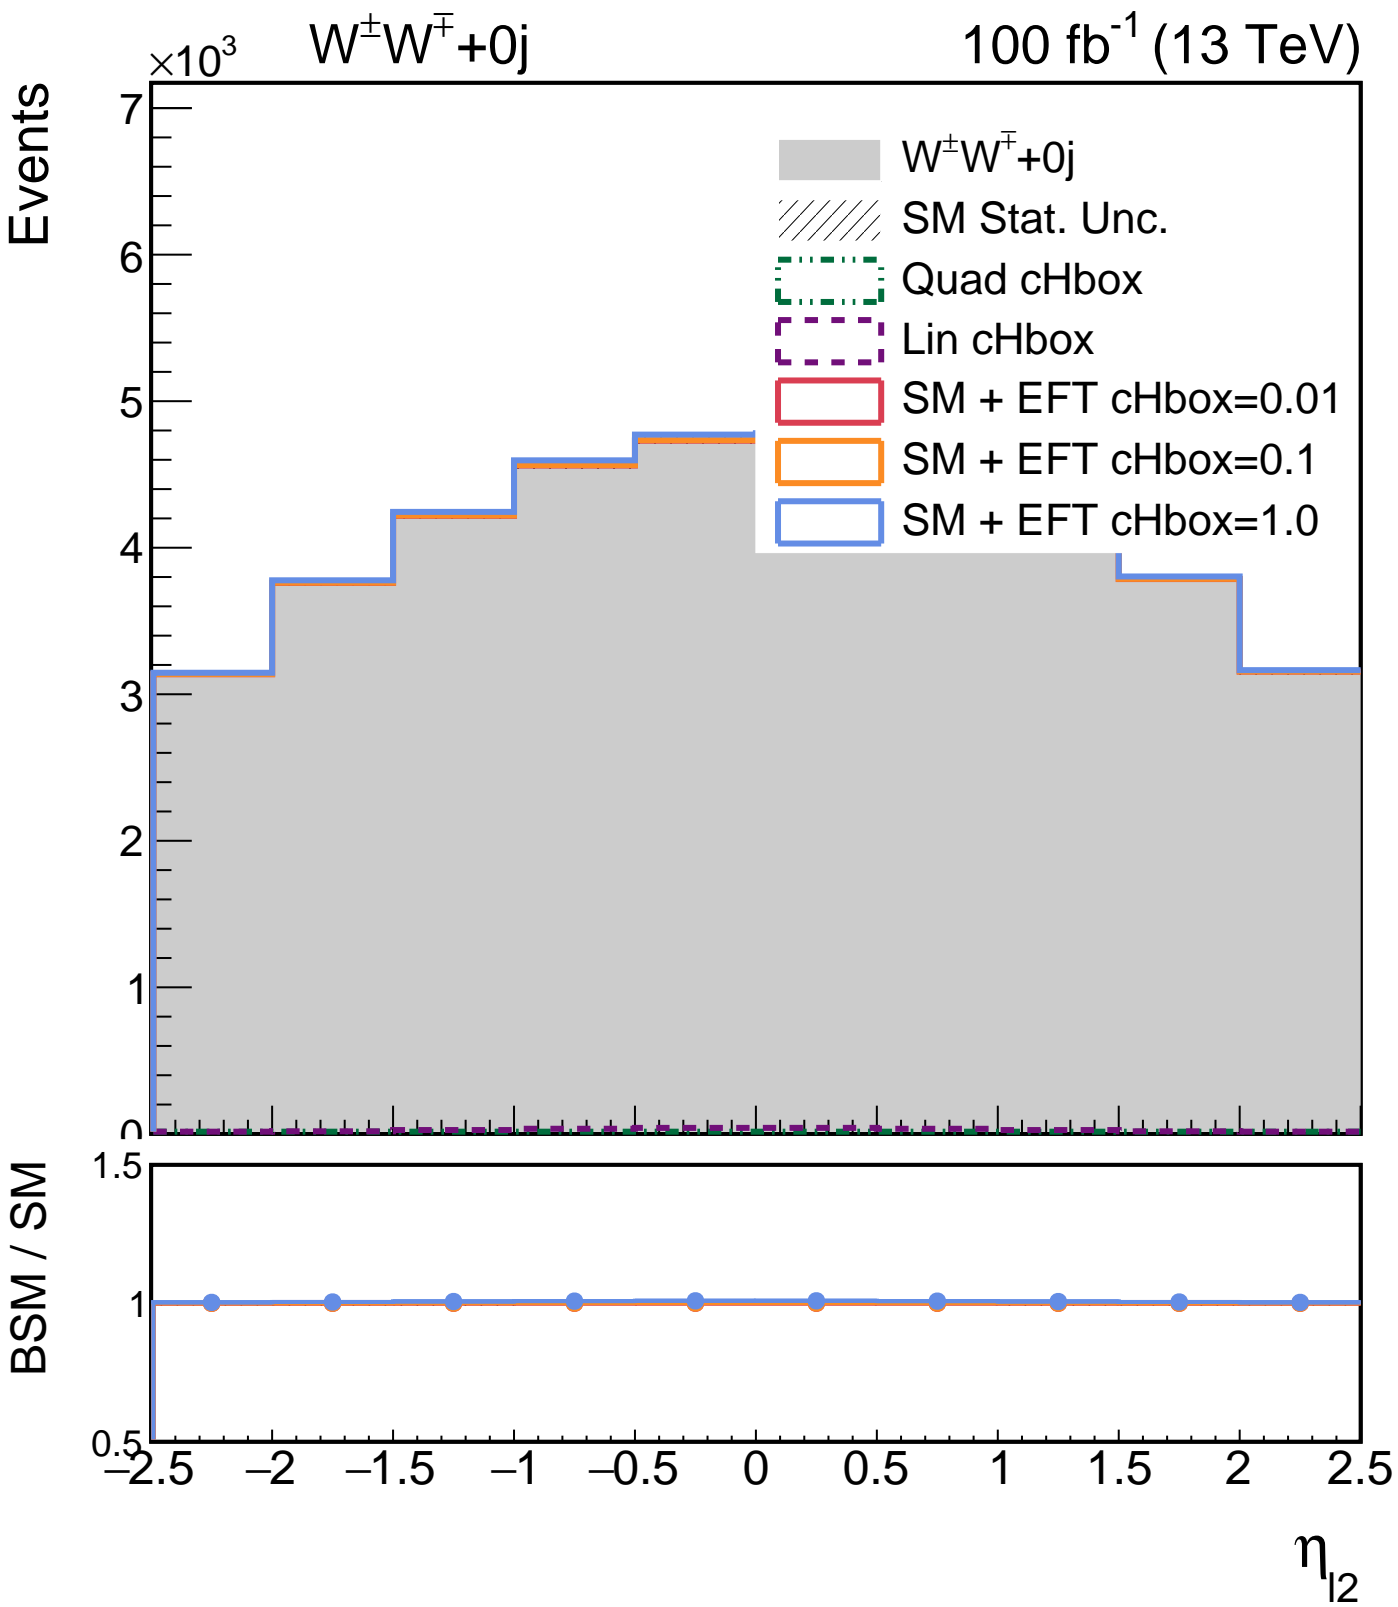 W±W∓+0j 100 fb-1 (13 TeV)
×10³
Events
7
6
5
4
3
2
1
0
W±W∓+0j
SM Stat. Unc.
Quad cHbox
Lin cHbox
SM + EFT cHbox=0.01
SM + EFT cHbox=0.1
SM + EFT cHbox=1.0
BSM / SM
1.5
1
0.5
−2.5 −2 −1.5 −1 −0.5 0 0.5 1 1.5 2 2.5
η l2